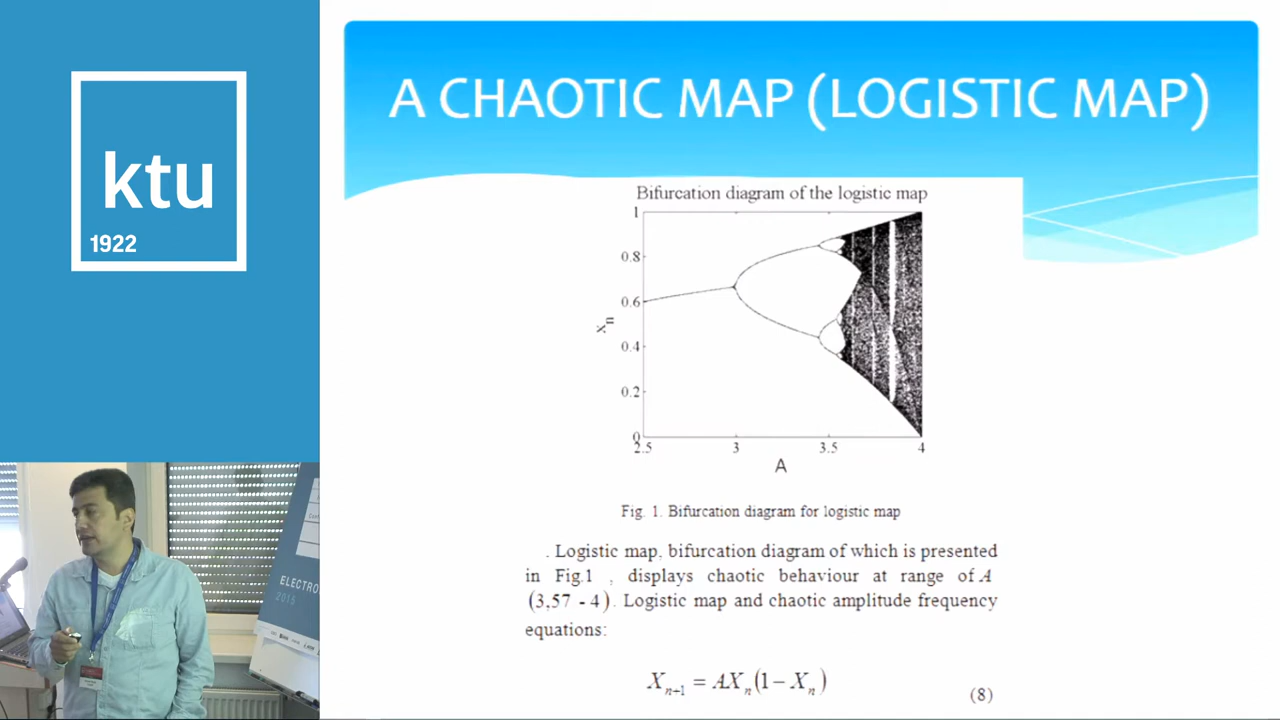 ktu
1922
A CHAOTIC MAP (LOGISTIC MAP)
Bifurcation diagram of the logistic map
1
0.8
0.6
0.4
0.2
0
x n
2.5 3 3.5 4
A
Fig. 1. Bifurcation diagram for logistic map
. Logistic map, bifurcation diagram of which is presented
in Fig.1 , displays chaotic behaviour at range of A
(3,57 - 4). Logistic map and chaotic amplitude frequency
equations:
X n+1 = AX n (1 − X n )
(8)
ELECTRO
2015